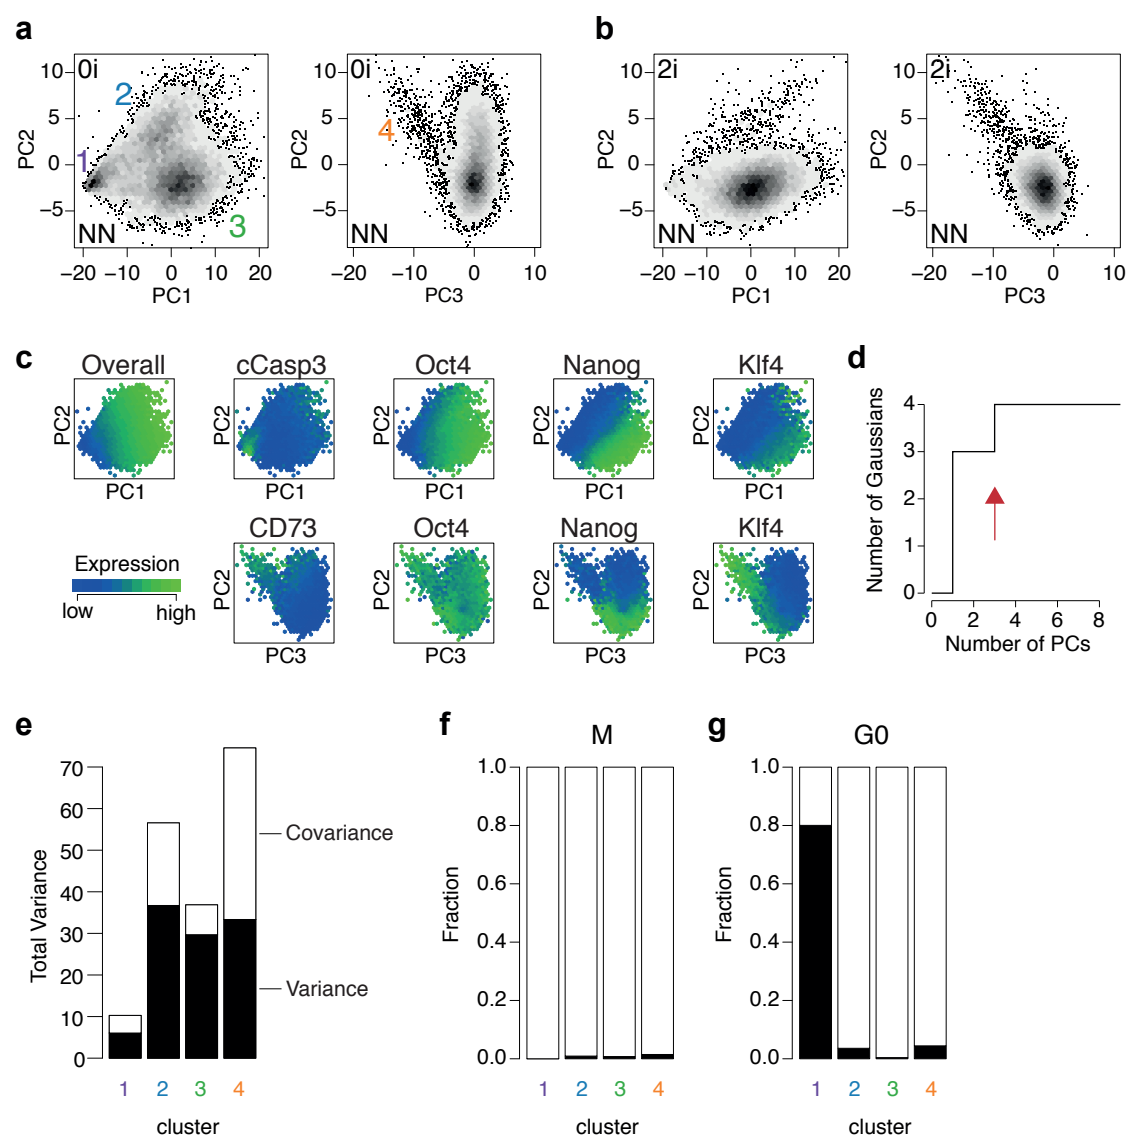 a
0i
2
1
3
NN
PC2
10
5
0
−5
−20 −10 0 10 20
PC1
0i
4
NN
PC2
10
5
0
−5
−20 −10 0 10
PC3
b
2i
NN
PC2
10
5
0
−5
−20 −10 0 10 20
PC1
2i
NN
PC2
10
5
0
−5
−20 −10 0 10
PC3
c
Overall cCasp3 Oct4 Nanog Klf4
PC2 PC2 PC2 PC2 PC2
PC1 PC1 PC1 PC1 PC1
CD73 Oct4 Nanog Klf4
PC2 PC2 PC2 PC2
PC3 PC3 PC3 PC3
Expression
low high
d
Number of Gaussians
4
3
2
1
0
0 2 4 6 8
Number of PCs
e
Total Variance
70
60
50
40
30
20
10
0
Covariance
Variance
1 2 3 4
cluster
f
M
Fraction
1.0
0.8
0.6
0.4
0.2
0.0
1 2 3 4
cluster
g
G0
Fraction
1.0
0.8
0.6
0.4
0.2
0.0
1 2 3 4
cluster